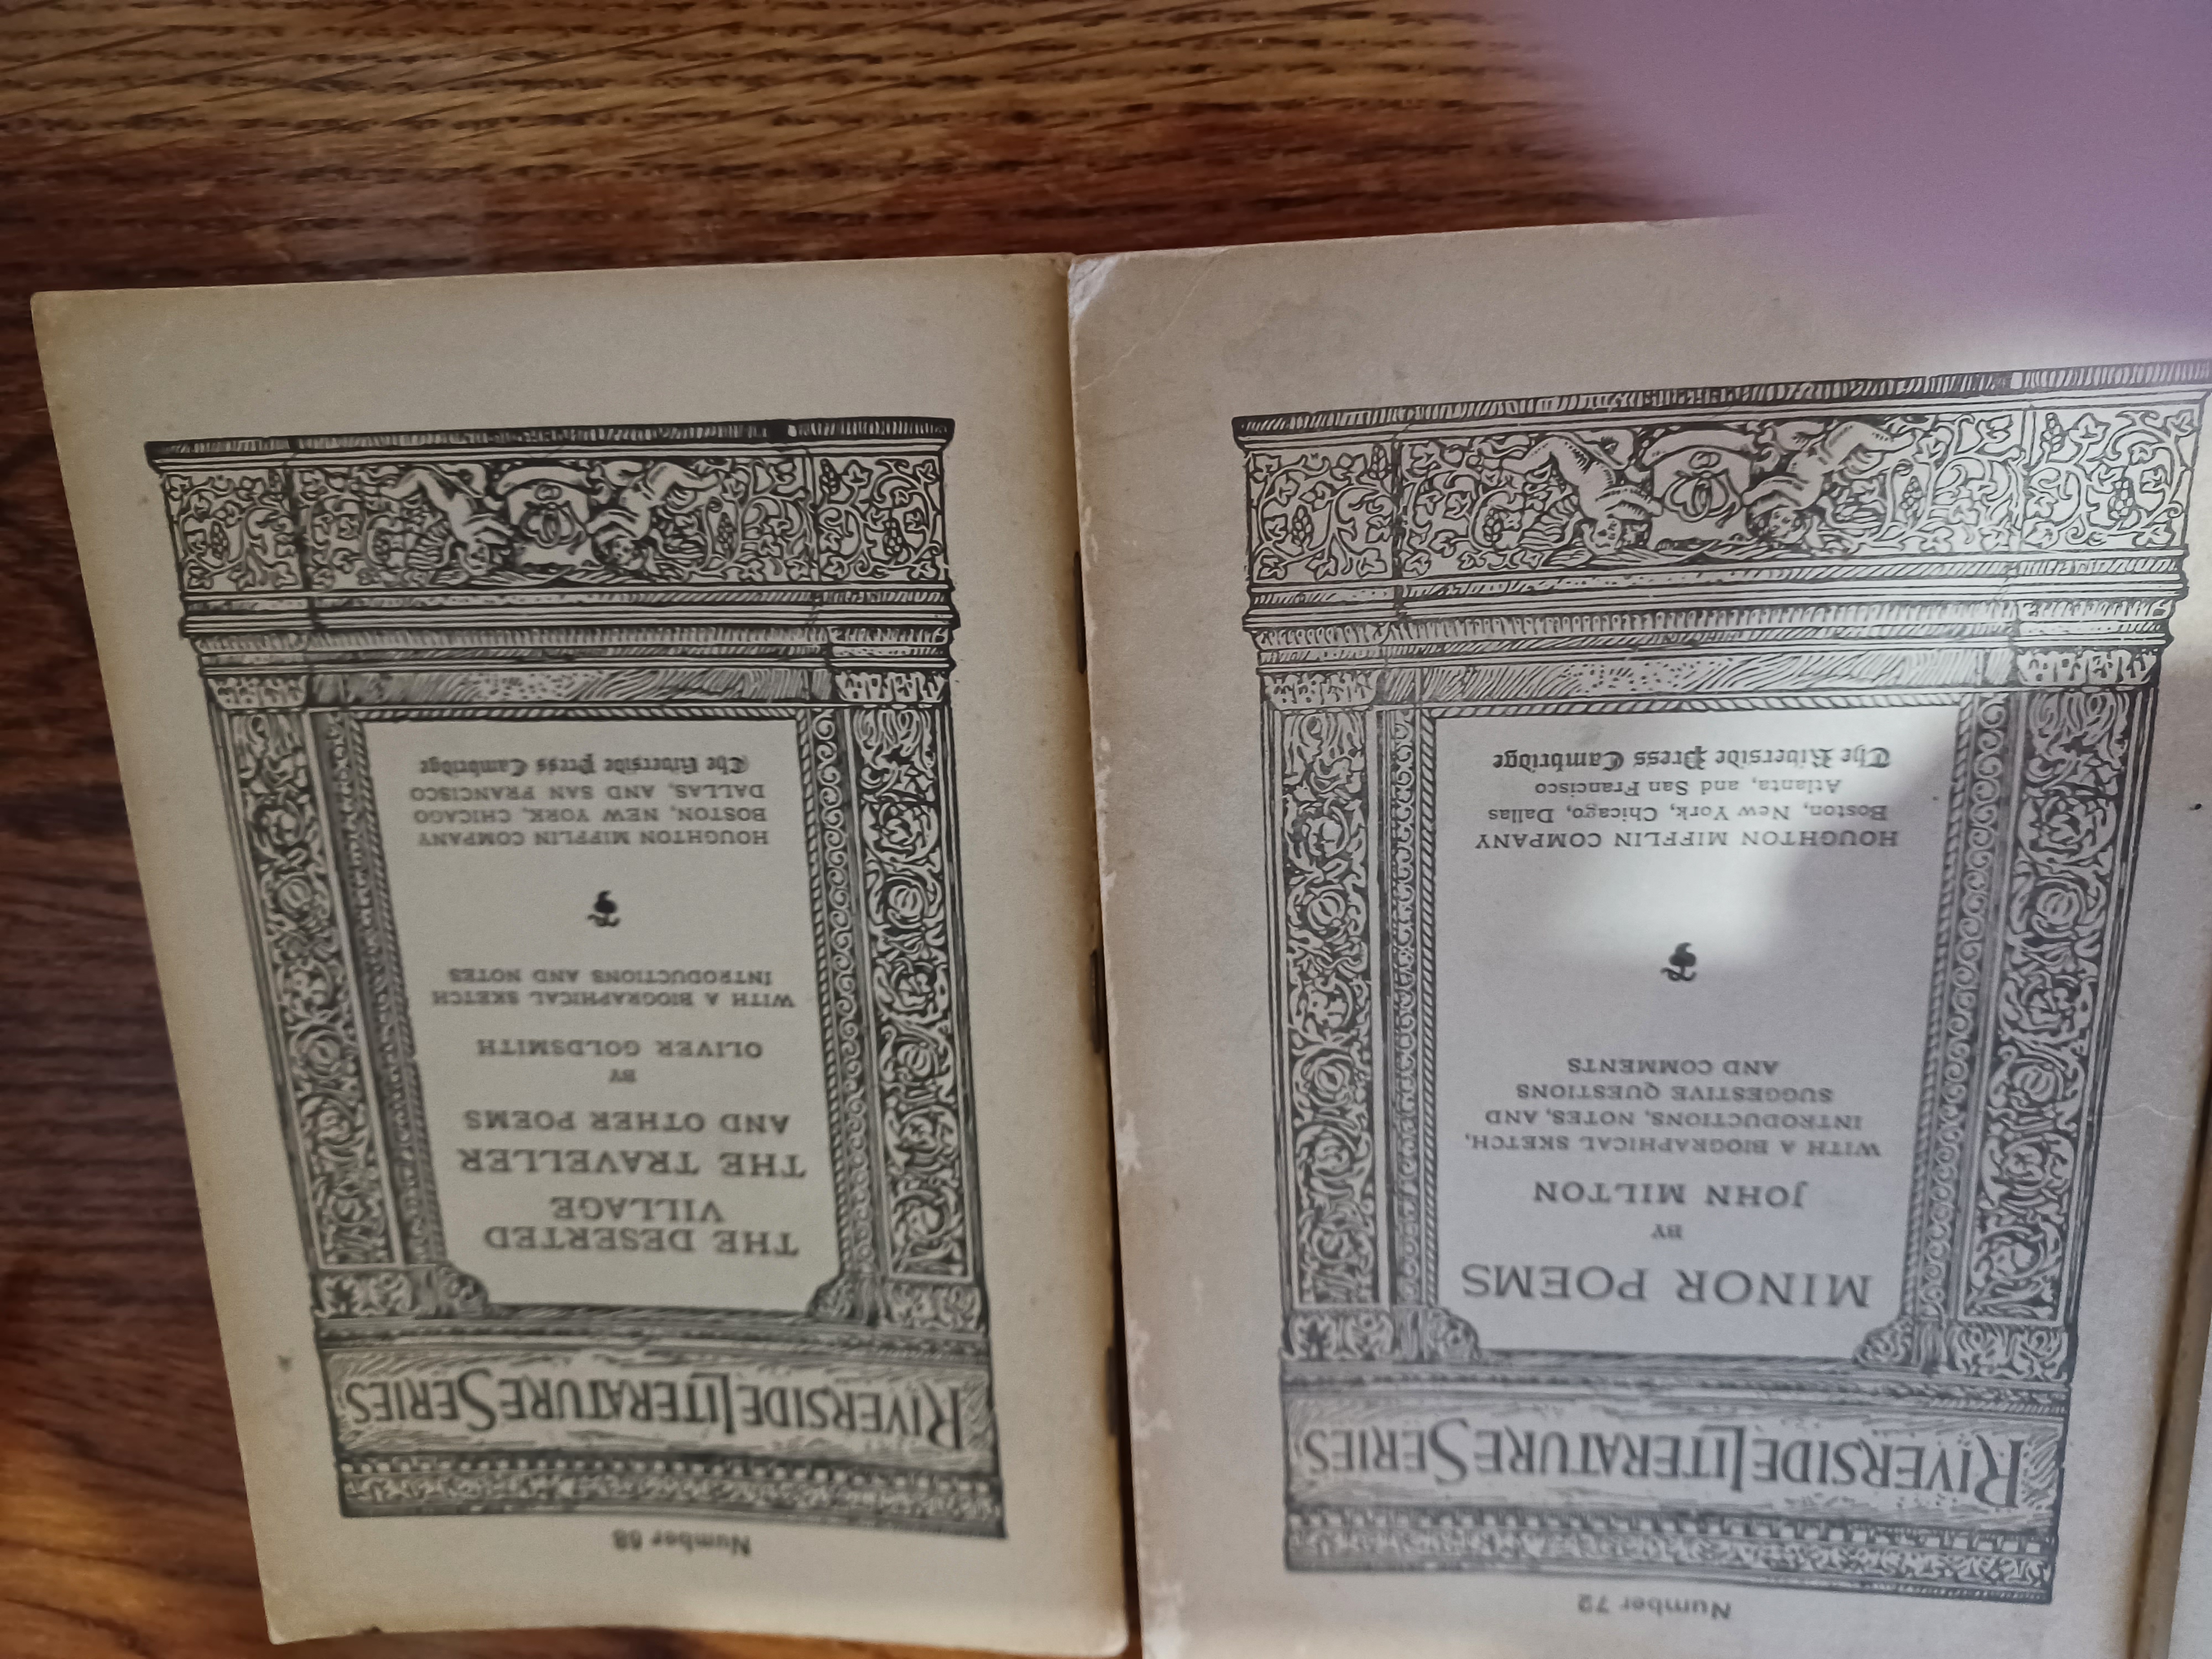 Number 68
RIVERSIDE LITERATURE SERIES
THE DESERTED
VILLAGE
THE TRAVELLER
AND OTHER POEMS
BY
OLIVER GOLDSMITH
WITH A BIOGRAPHICAL SKETCH
INTRODUCTIONS AND NOTES
HOUGHTON MIFFLIN COMPANY
BOSTON, NEW YORK, CHICAGO
DALLAS, AND SAN FRANCISCO
The Riverside Press Cambridge
Number 72
RIVERSIDE LITERATURE SERIES
MINOR POEMS
BY
JOHN MILTON
WITH A BIOGRAPHICAL SKETCH,
INTRODUCTIONS, NOTES, AND
SUGGESTIVE QUESTIONS
AND COMMENTS
HOUGHTON MIFFLIN COMPANY
Boston, New York, Chicago, Dallas
Atlanta, and San Francisco
The Riverside Press Cambridge